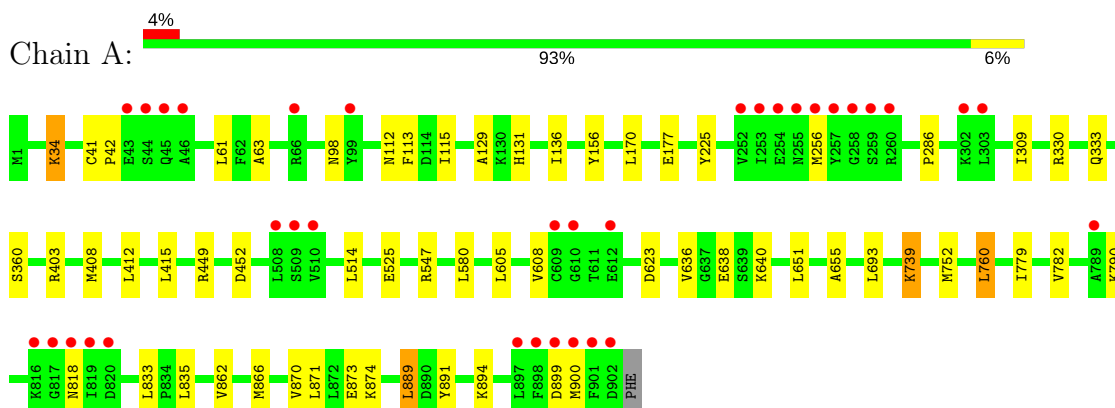 4%
Chain A:
93% 6%
M1 K34 C41 P42 E43 S44 Q45 A46 L61 F62 A63 R66 N98 Y99 N112 F113 D114 I115 A129 K130 H131 I136 Y156 L170 E177 Y225 V252 I253 E254 N255 M256 Y257 G258 S259 R260 P286 K302 L303 I309 R330 Q333
S360 R403 M408 L412 L415 R449 D452 L508 S509 V510 L514 E525 R547 L580 L605 V608 C609 G610 T611 E612 D623 V636 G637 E638 S639 K640 L651 A655 L693 K739 M752 L760 I779 V782 A789 K790
K816 G817 N818 I819 D820 L833 P834 L835 V862 M866 V870 L871 L872 E873 K874 L889 D890 Y891 K894 L897 F898 D899 M900 F901 D902 PHE